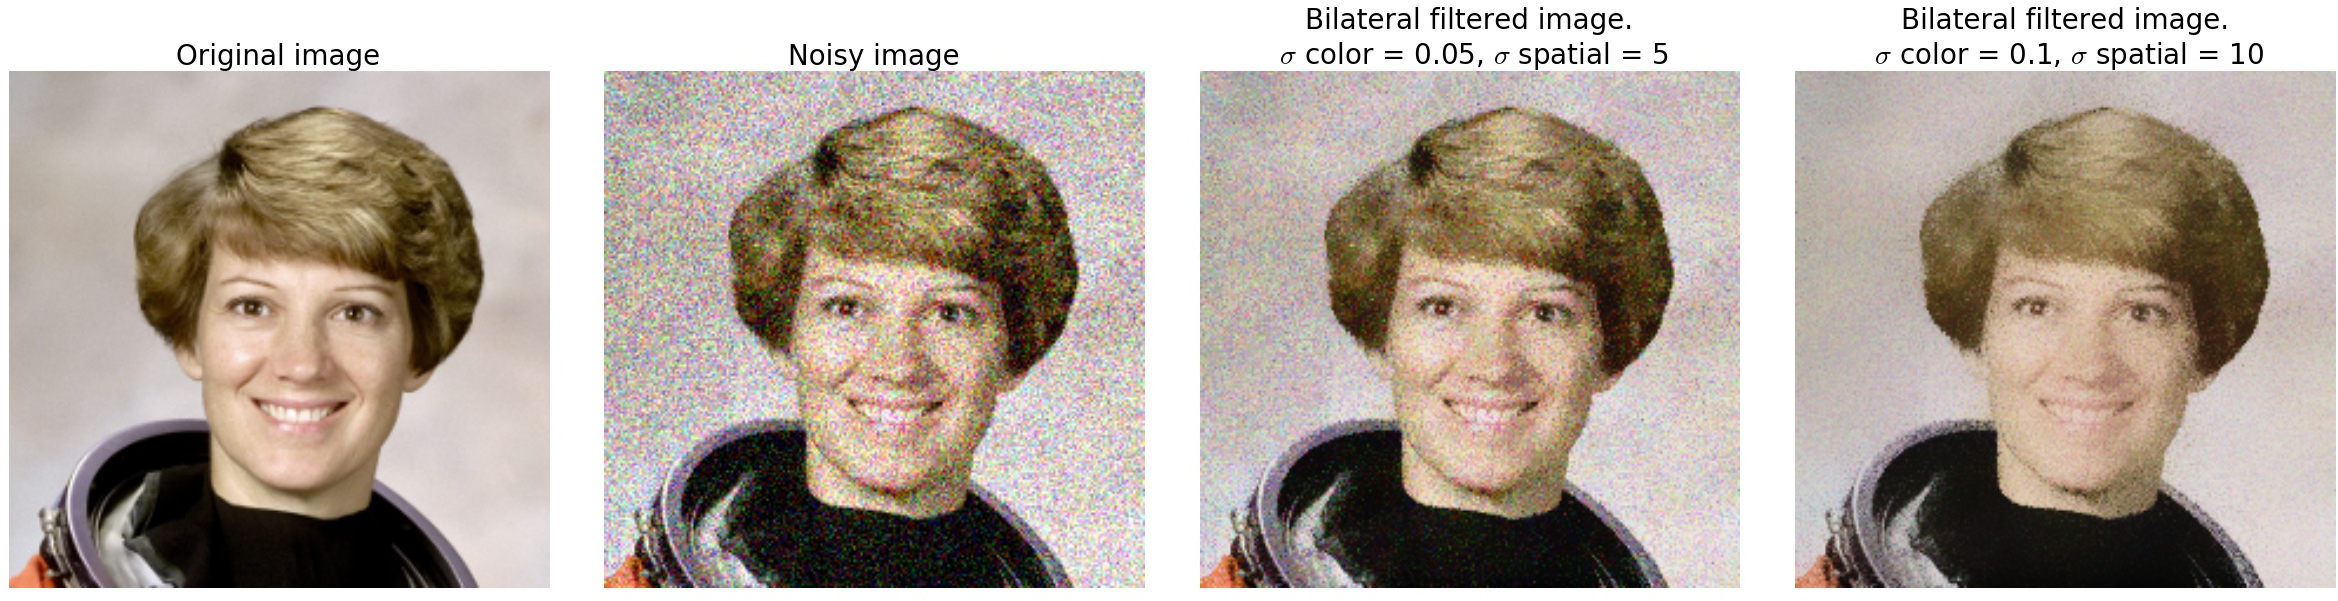 Original image
Noisy image
Bilateral filtered image.
σ color = 0.05, σ spatial = 5
Bilateral filtered image.
σ color = 0.1, σ spatial = 10